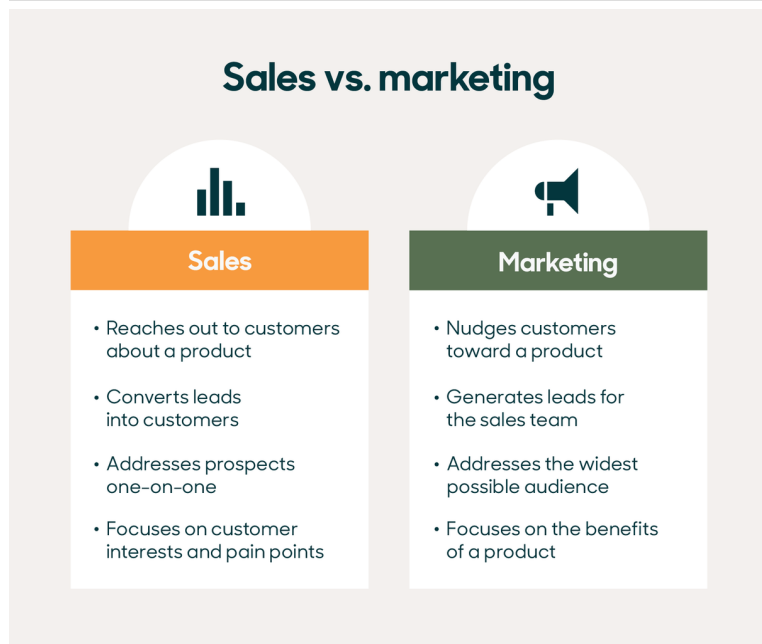 Sales vs. marketing
Sales
• Reaches out to customers
about a product
• Converts leads
into customers
• Addresses prospects
one-on-one
• Focuses on customer
interests and pain points
Marketing
• Nudges customers
toward a product
• Generates leads for
the sales team
• Addresses the widest
possible audience
• Focuses on the benefits
of a product